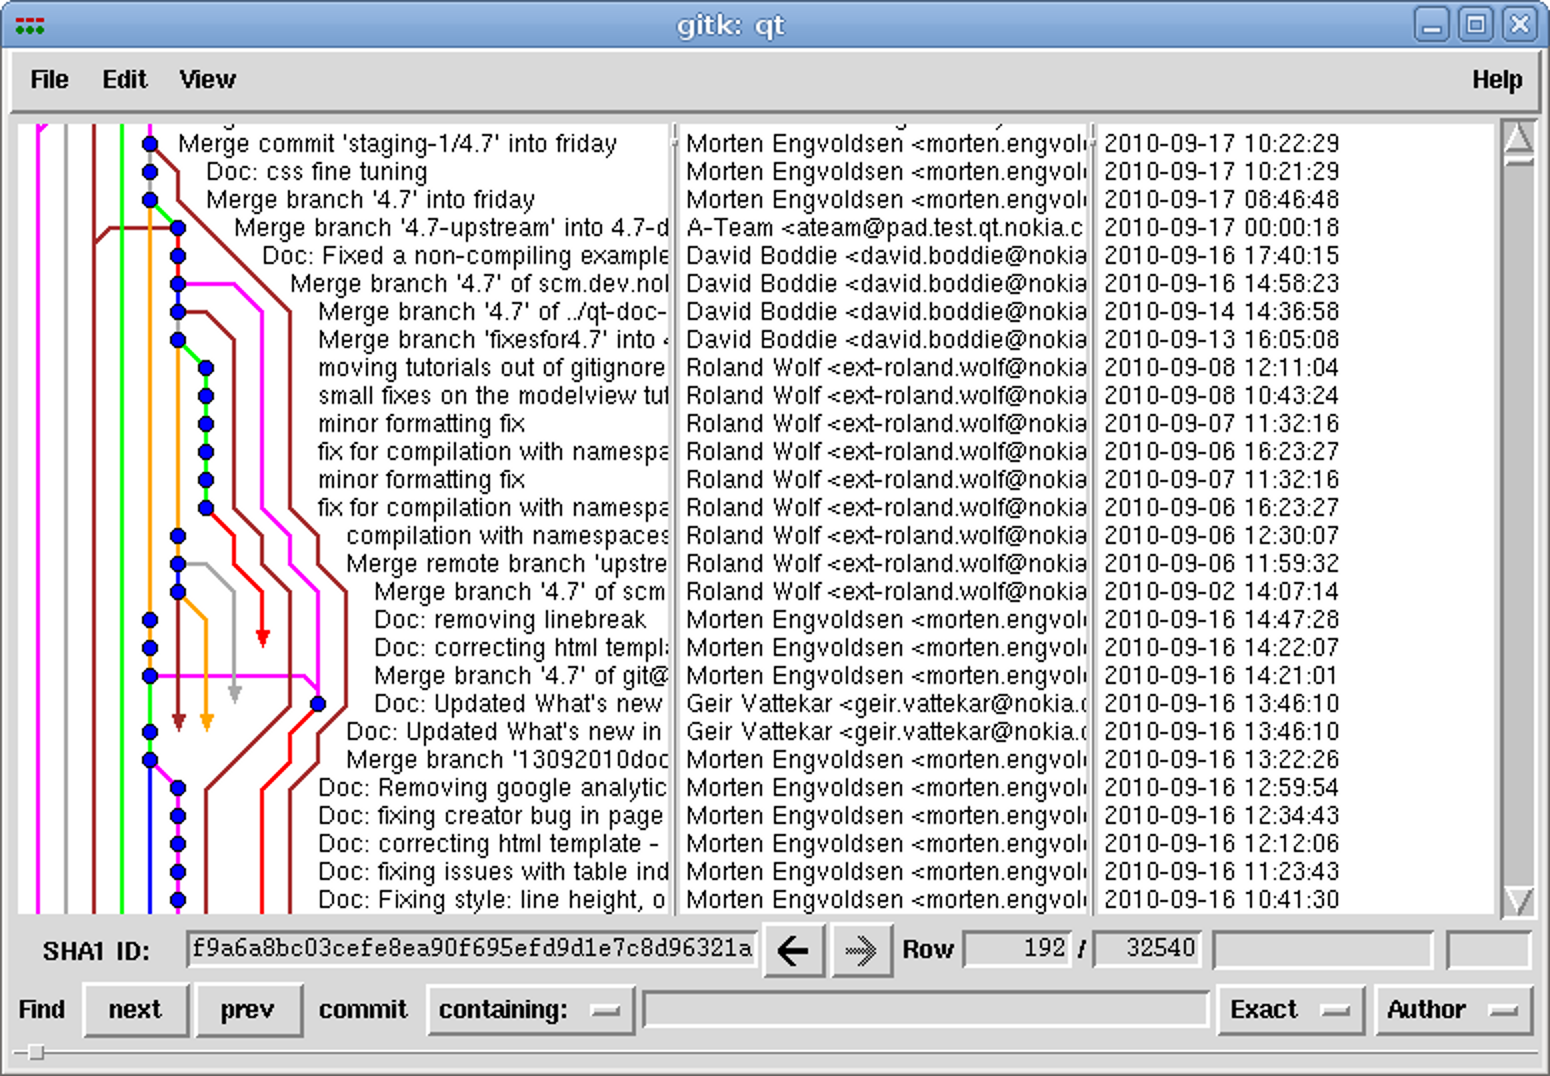 gitk: qt
File Edit View Help
Merge commit 'staging-1/4.7' into friday Morten Engvoldsen <morten.engvol 2010-09-17 10:22:29
Doc: css fine tuning Morten Engvoldsen <morten.engvol 2010-09-17 10:21:29
Merge branch '4.7' into friday Morten Engvoldsen <morten.engvol 2010-09-17 08:46:48
Merge branch '4.7-upstream' into 4.7-d A-Team <ateam@pad.test.qt.nokia.c 2010-09-17 00:00:18
Doc: Fixed a non-compiling example David Boddie <david.boddie@nokia 2010-09-16 17:40:15
Merge branch '4.7' of scm.dev.nol David Boddie <david.boddie@nokia 2010-09-16 14:58:23
Merge branch '4.7' of ../qt-doc- David Boddie <david.boddie@nokia 2010-09-14 14:36:58
Merge branch 'fixesfor4.7' into David Boddie <david.boddie@nokia 2010-09-13 16:05:08
moving tutorials out of gitignore Roland Wolf <ext-roland.wolf@nokia 2010-09-08 12:11:04
small fixes on the modelview tut Roland Wolf <ext-roland.wolf@nokia 2010-09-08 10:43:24
minor formatting fix Roland Wolf <ext-roland.wolf@nokia 2010-09-07 11:32:16
fix for compilation with namespa Roland Wolf <ext-roland.wolf@nokia 2010-09-06 16:23:27
minor formatting fix Roland Wolf <ext-roland.wolf@nokia 2010-09-07 11:32:16
fix for compilation with namespa Roland Wolf <ext-roland.wolf@nokia 2010-09-06 16:23:27
compilation with namespaces Roland Wolf <ext-roland.wolf@nokia 2010-09-06 12:30:07
Merge remote branch 'upstre Roland Wolf <ext-roland.wolf@nokia 2010-09-06 11:59:32
Merge branch '4.7' of scm Roland Wolf <ext-roland.wolf@nokia 2010-09-02 14:07:14
Doc: removing linebreak Morten Engvoldsen <morten.engvol 2010-09-16 14:47:28
Doc: correcting html templ Morten Engvoldsen <morten.engvol 2010-09-16 14:22:07
Merge branch '4.7' of git@ Morten Engvoldsen <morten.engvol 2010-09-16 14:21:01
Doc: Updated What's new Geir Vattekar <geir.vattekar@nokia.c 2010-09-16 13:46:10
Doc: Updated What's new in Geir Vattekar <geir.vattekar@nokia.c 2010-09-16 13:46:10
Merge branch '13092010doc Morten Engvoldsen <morten.engvol 2010-09-16 13:22:26
Doc: Removing google analytic Morten Engvoldsen <morten.engvol 2010-09-16 12:59:54
Doc: fixing creator bug in page Morten Engvoldsen <morten.engvol 2010-09-16 12:34:43
Doc: correcting html template - Morten Engvoldsen <morten.engvol 2010-09-16 12:12:06
Doc: fixing issues with table ind Morten Engvoldsen <morten.engvol 2010-09-16 11:23:43
Doc: Fixing style: line height, o Morten Engvoldsen <morten.engvol 2010-09-16 10:41:30
SHA1 ID: f9a6a8bc03cefe8ea90f695efd9d1e7c8d96321a Row 192 / 32540
Find next prev commit containing: Exact Author